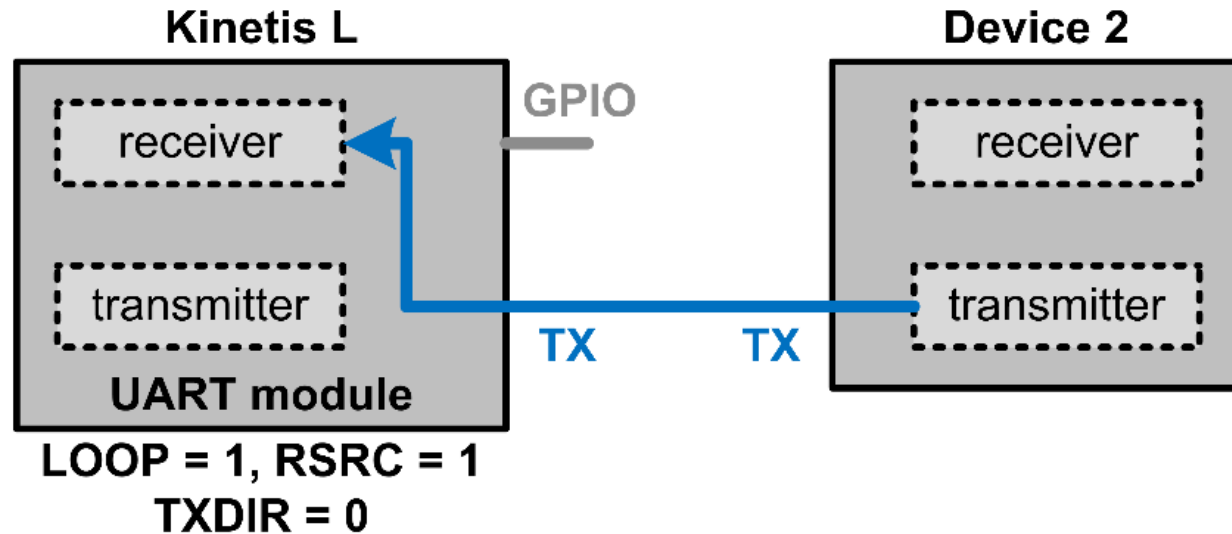 Kinetis L
Device 2
GPIO
receiver
receiver
transmitter
transmitter
TX
TX
UART module
LOOP = 1, RSRC = 1
TXDIR = 0